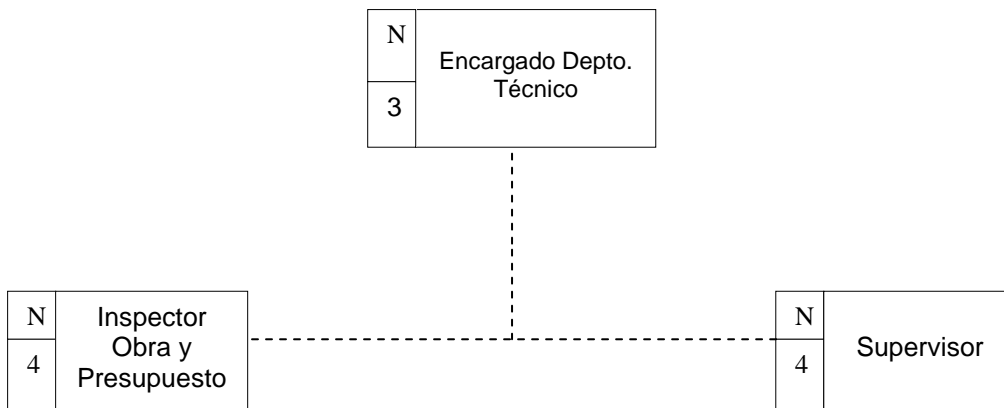 N
3
Encargado Depto.
Técnico
N
4
Inspector
Obra y
Presupuesto
N
4
Supervisor